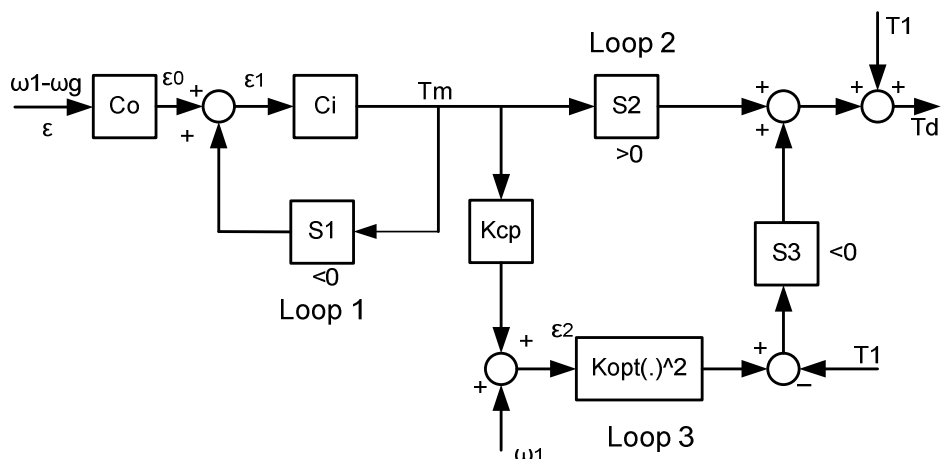 T1
Loop 2
ω1-ωg
ε0
+
ε1
Tm
+
+
+
Co
Ci
S2
ε
+
+
Td
>0
S1
Kcp
S3
<0
<0
Loop 1
+
ε2
+
T1
Kopt(.)^2
+
−
Loop 3
ω1